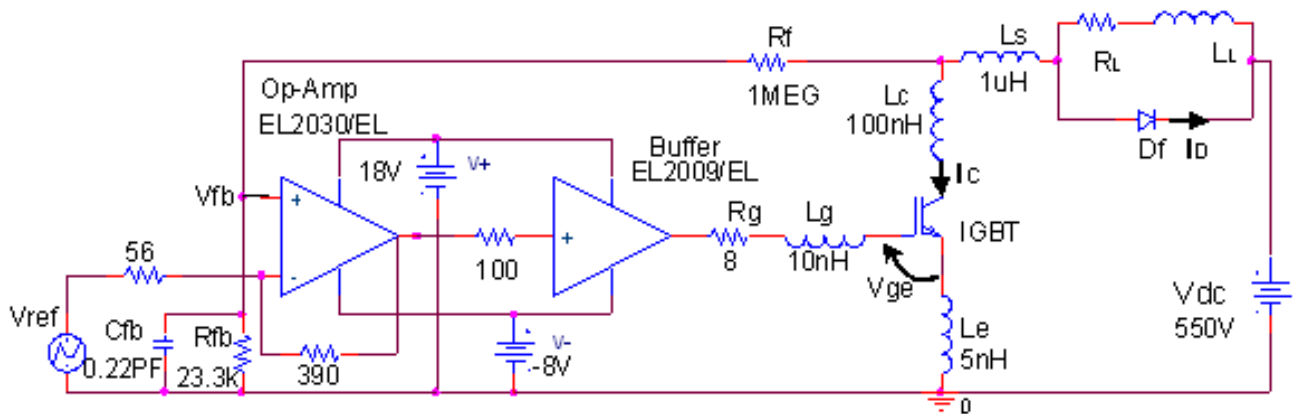 Rf
1MEG
Ls
1uH
RL
LL
Df
ID
Op-Amp
EL2030/EL
18V
V+
Lc
100nH
Ic
Buffer
EL2009/EL
Vfb
+
-
56
100
+
Rg
8
Lg
10nH
IGBT
Vge
Vref
Cfb
0.22PF
Rfb
23.3k
390
V-
-8V
Le
5nH
0
Vdc
550V